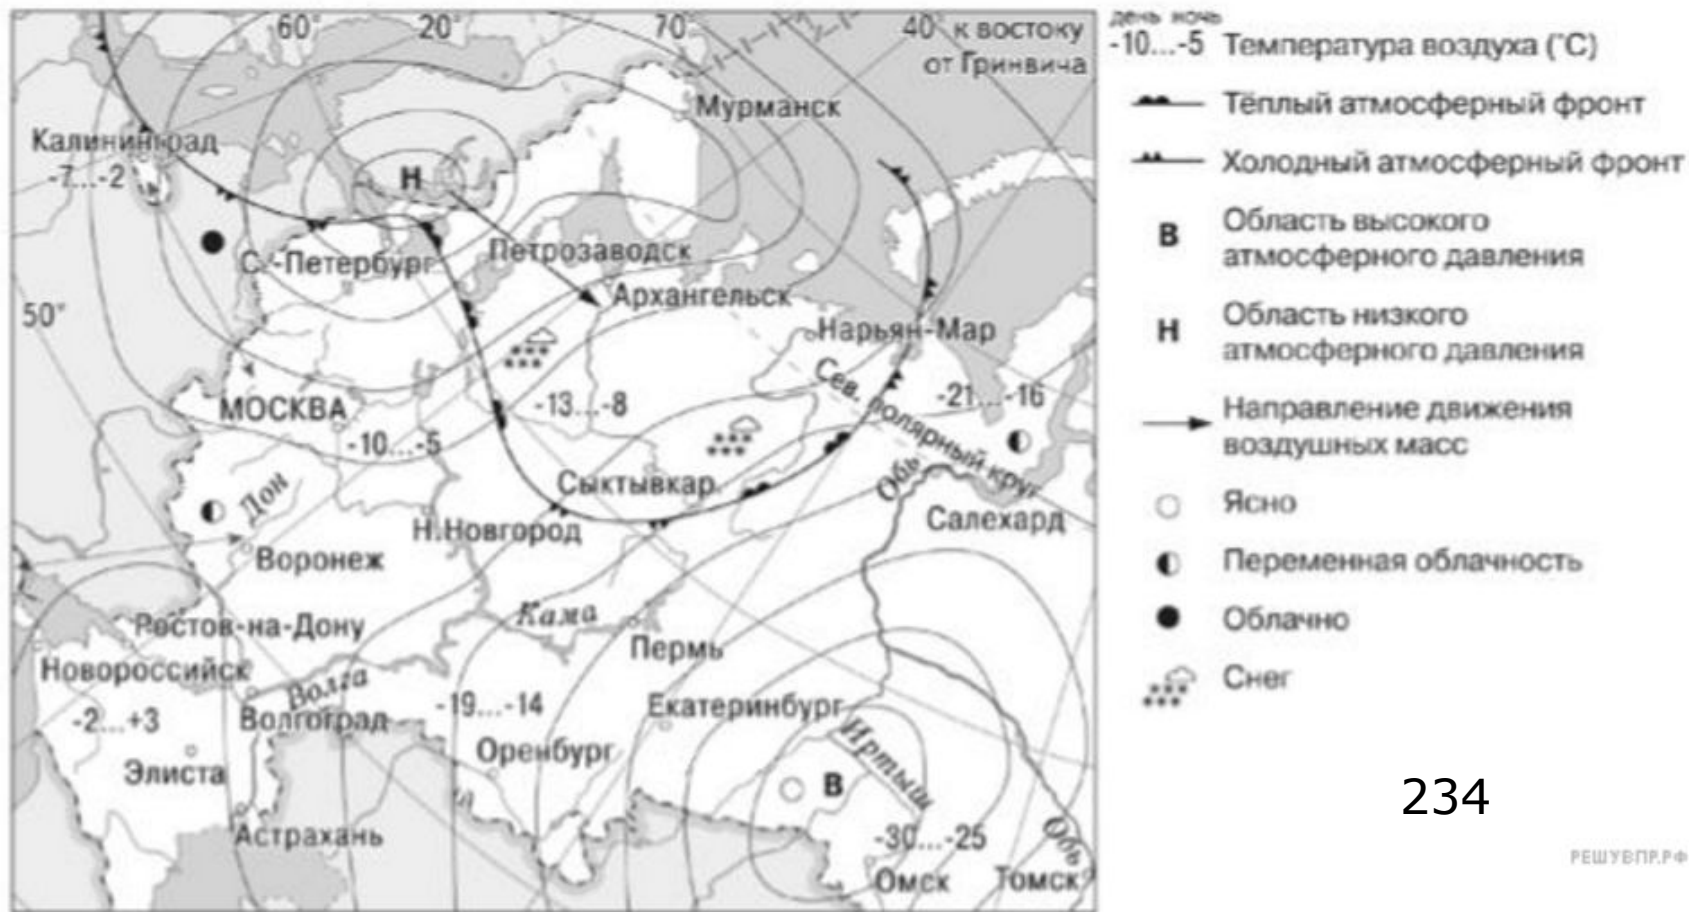 60°
20°
70°
40° к востоку
от Гринвича
Мурманск
Калининград
-7...-2
Н
С.-Петербург
Петрозаводск
Архангельск
50°
Нарьян-Мар
Сев. полярный круг
-21...-16
МОСКВА
-13...-8
-10...-5
Сыктывкар
Обь
Дон
Н.Новгород
Салехард
Воронеж
Кама
Ростов-на-Дону
Пермь
Новороссийск
Волга
-2...+3
Волгоград
-19...-14
Екатеринбург
Оренбург
Иртыш
Элиста
В
Астрахань
-30...-25
Обь
Омск
Томск
день ночь
-10...-5 Температура воздуха (°С)
Тёплый атмосферный фронт
Холодный атмосферный фронт
В Область высокого
атмосферного давления
Н Область низкого
атмосферного давления
Направление движения
воздушных масс
Ясно
Переменная облачность
Облачно
Снег
234
РЕШУВПР.РФ